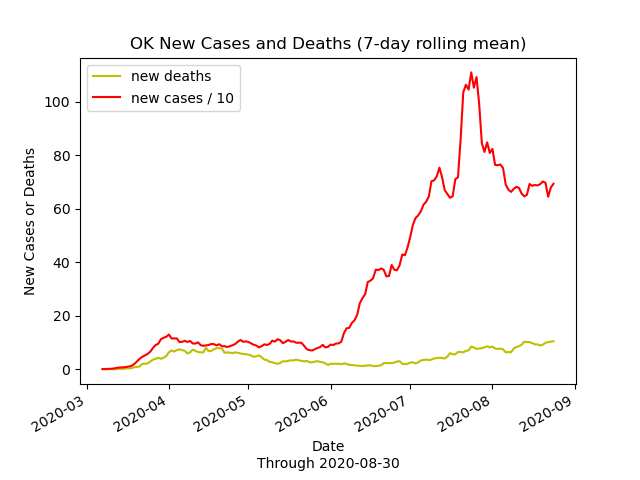 OK New Cases and Deaths (7-day rolling mean)
new deaths
new cases / 10
New Cases or Deaths
100
80
60
40
20
0
2020-03
2020-04
2020-05
2020-06
2020-07
2020-08
2020-09
Date
Through 2020-08-30